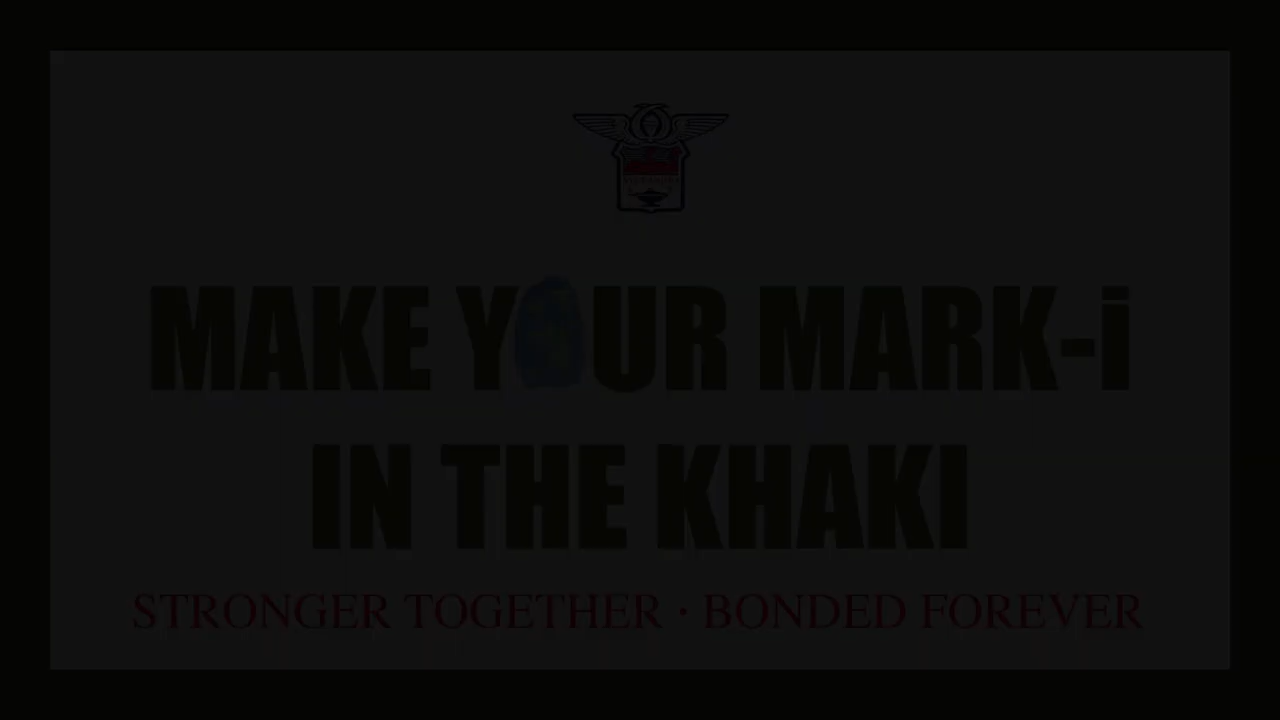 MAKE YOUR MARK-i
IN THE KHAKI
STRONGER TOGETHER · BONDED FOREVER